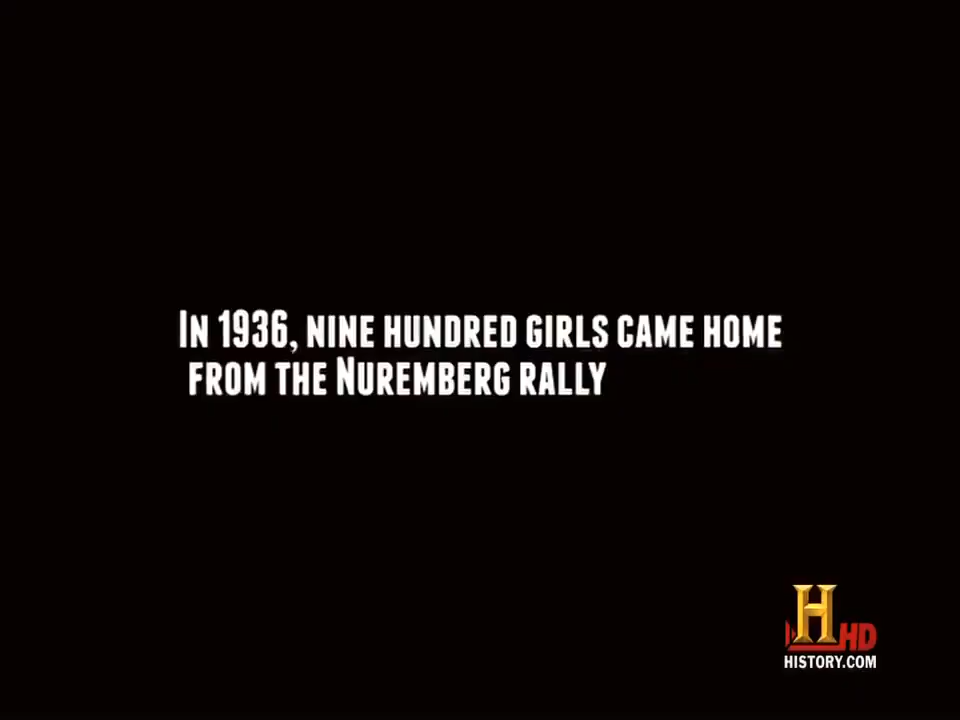 In 1936, nine hundred girls came home
from the Nuremberg rally
H HD
HISTORY.COM